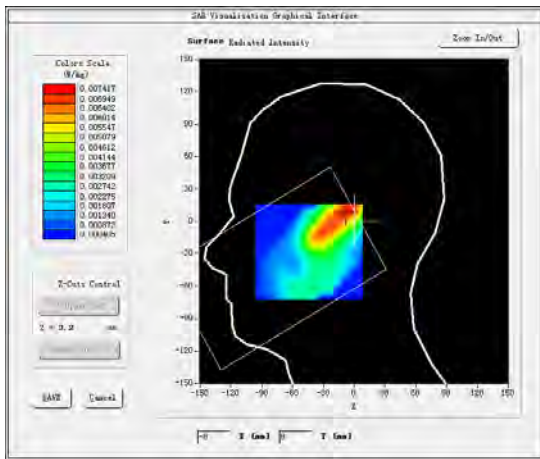 SAR Visualisation Graphical Interface
Surface Radiated Intensity
Zoom In/Out
Colors Scale
(W/kg)
0.007417
0.006949
0.006482
0.006014
0.005547
0.005079
0.004612
0.004144
0.003677
0.003209
0.002742
0.002275
0.001807
0.001340
0.000872
0.000405
150
120
90
60
30
0
-30
-60
-90
-120
-150
Y
-150 -120 -90 -60 -30 0 30 60 90 120 150
X
Z-Cuts Control
Z = 3.2 mm
SAVE Cancel
-8 X (mm) 8 Y (mm)